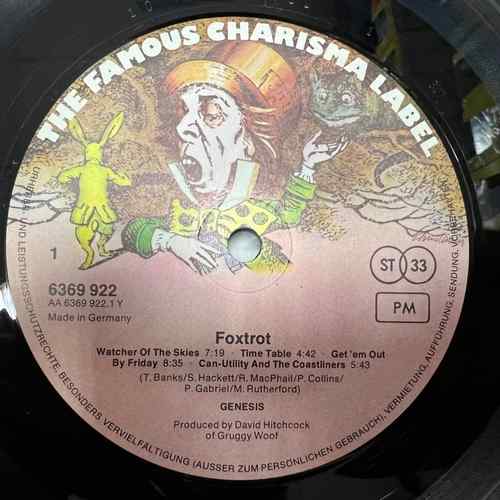 THE FAMOUS CHARISMA LABEL
1
6369 922
AA 6369 922.1 Y
Made in Germany
ST 33
PM
Foxtrot
Watcher Of The Skies 7:19 · Time Table 4:42 · Get 'em Out
By Friday 8:35 · Can-Utility And The Coastliners 5:43
(T. Banks/S. Hackett/R. MacPhail/P. Collins/
P. Gabriel/M. Rutherford)
GENESIS
Produced by David Hitchcock
of Gruggy Woof
URHEBER- UND LEISTUNGSSCHUTZRECHTE, BESONDERS VERVIELFÄLTIGUNG (AUSSER ZUM PERSÖNLICHEN GEBRAUCH), VERMIETUNG, AUFFÜHRUNG, SENDUNG,